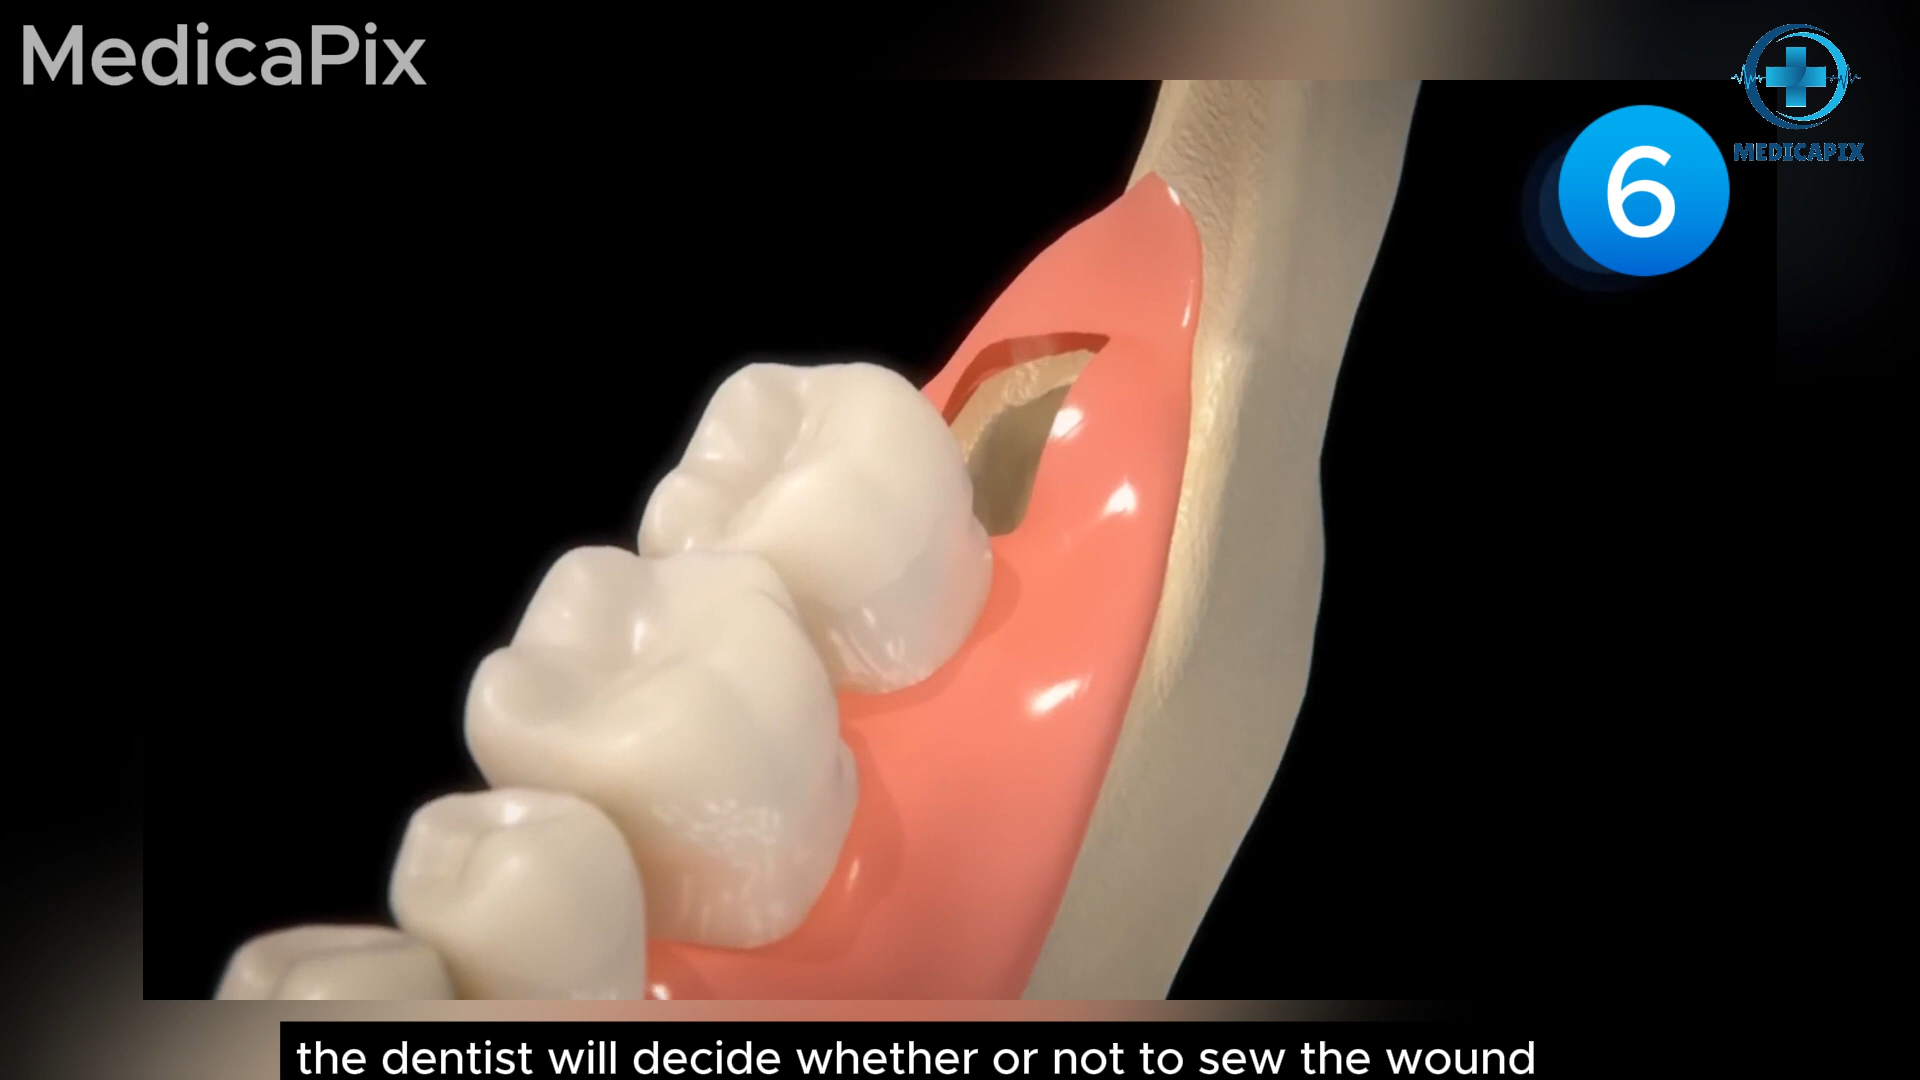 MedicaPix
MEDICAPIX
6
the dentist will decide whether or not to sew the wound